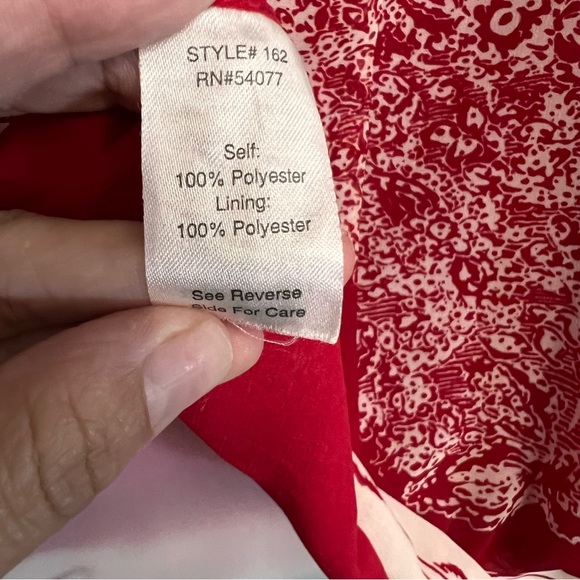 STYLE# 162
RN#54077
Self:
100% Polyester
Lining:
100% Polyester
See Reverse
Side For Care